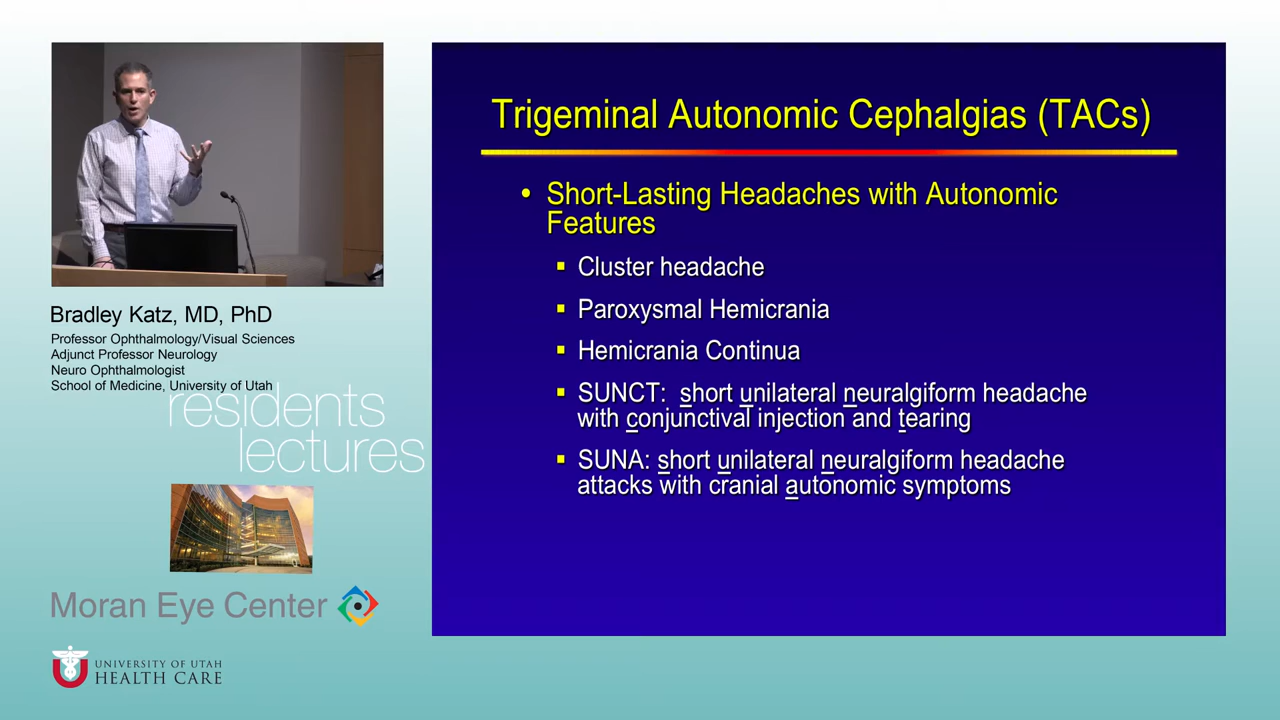 Trigeminal Autonomic Cephalgias (TACs)
• Short-Lasting Headaches with Autonomic
Features
▪ Cluster headache
▪ Paroxysmal Hemicrania
▪ Hemicrania Continua
▪ SUNCT: short unilateral neuralgiform headache
with conjunctival injection and tearing
▪ SUNA: short unilateral neuralgiform headache
attacks with cranial autonomic symptoms
Bradley Katz, MD, PhD
Professor Ophthalmology/Visual Sciences
Adjunct Professor Neurology
Neuro Ophthalmologist
School of Medicine, University of Utah
residents
lectures
Moran Eye Center
U
UNIVERSITY OF UTAH
HEALTH CARE